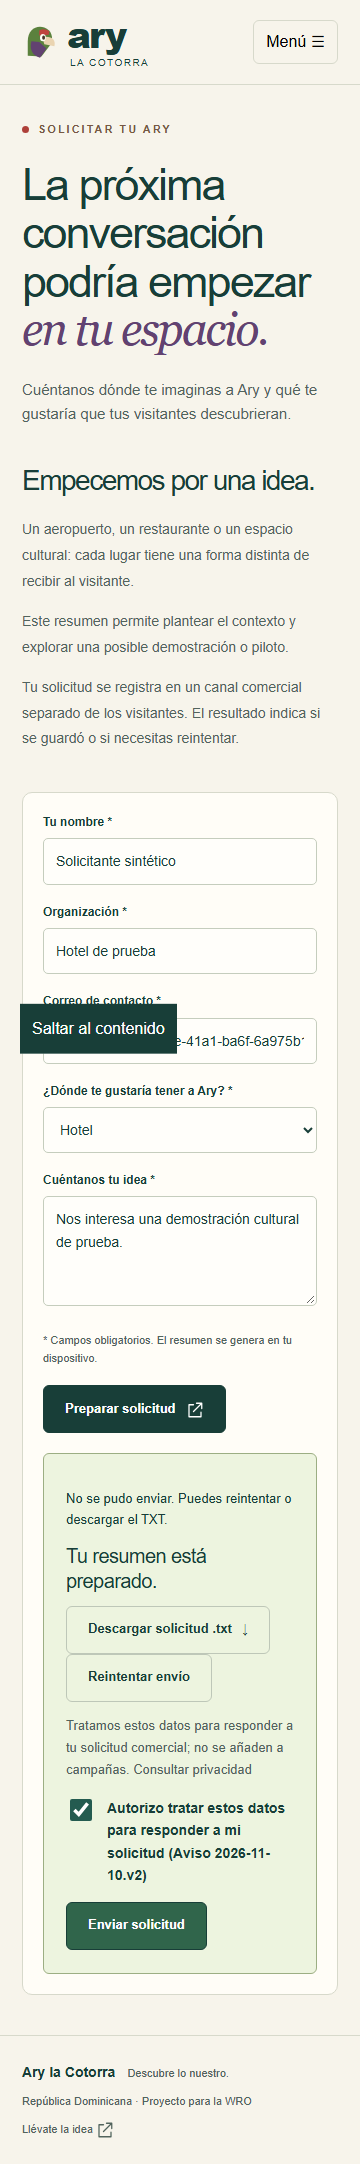 ary
LA COTORRA
Menú ☰
SOLICITAR TU ARY
La próxima
conversación
podría empezar
en tu espacio.
Cuéntanos dónde te imaginas a Ary y qué te
gustaría que tus visitantes descubrieran.
Empecemos por una idea.
Un aeropuerto, un restaurante o un espacio
cultural: cada lugar tiene una forma distinta de
recibir al visitante.
Este resumen permite plantear el contexto y
explorar una posible demostración o piloto.
Tu solicitud se registra en un canal comercial
separado de los visitantes. El resultado indica si
se guardó o si necesitas reintentar.
Tu nombre *
Solicitante sintético
Organización *
Hotel de prueba
Correo de contacto *
Saltar al contenido
e-41a1-ba6f-6a975b
¿Dónde te gustaría tener a Ary? *
Hotel
Cuéntanos tu idea *
Nos interesa una demostración cultural
de prueba.
* Campos obligatorios. El resumen se genera en tu
dispositivo.
Preparar solicitud
No se pudo enviar. Puedes reintentar o
descargar el TXT.
Tu resumen está
preparado.
Descargar solicitud .txt ↓
Reintentar envío
Tratamos estos datos para responder a
tu solicitud comercial; no se añaden a
campañas. Consultar privacidad
Autorizo tratar estos datos
para responder a mi
solicitud (Aviso 2026-11-
10.v2)
Enviar solicitud
Ary la Cotorra Descubre lo nuestro.
República Dominicana · Proyecto para la WRO
Llévate la idea